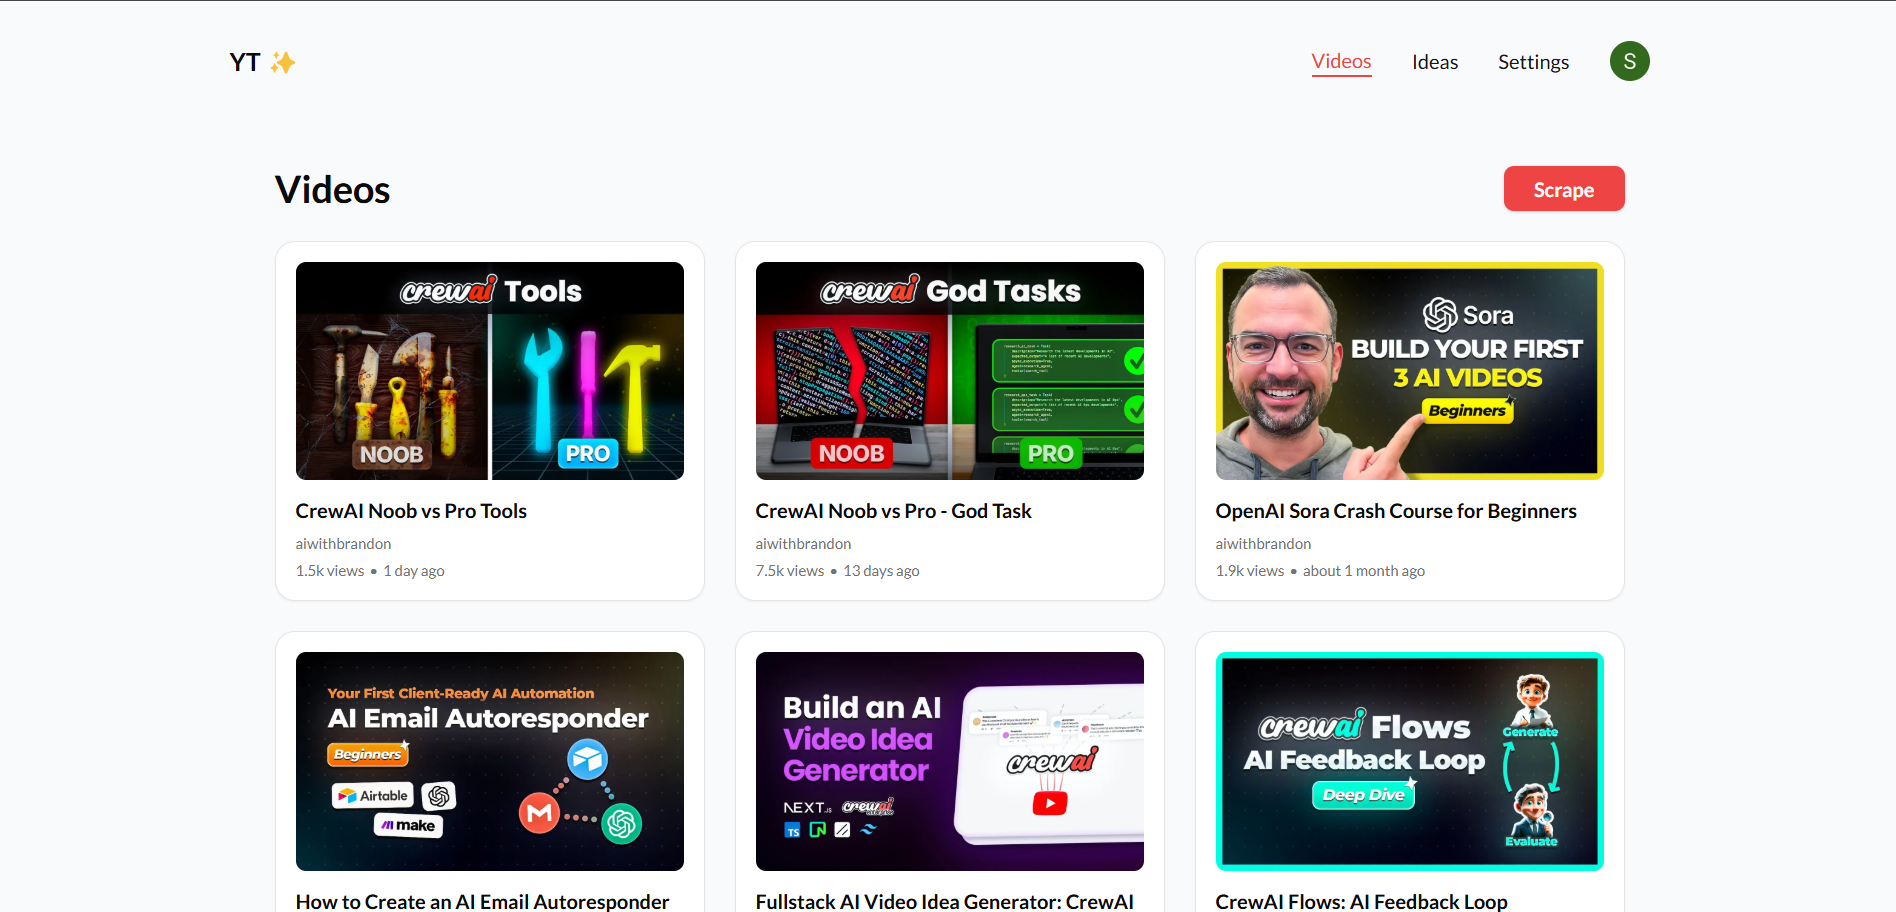 YT ✨
Videos
Ideas
Settings
S
Videos
Scrape
crewai Tools
NOOB
PRO
CrewAI Noob vs Pro Tools
aiwithbrandon
1.5k views • 1 day ago
crewai God Tasks
NOOB
PRO
CrewAI Noob vs Pro - God Task
aiwithbrandon
7.5k views • 13 days ago
Sora
BUILD YOUR FIRST
3 AI VIDEOS
Beginners
OpenAI Sora Crash Course for Beginners
aiwithbrandon
1.9k views • about 1 month ago
Your First Client-Ready AI Automation
AI Email Autoresponder
Beginners
Airtable
make
How to Create an AI Email Autoresponder
Build an AI
Video Idea
Generator
NEXT.JS
crewai
TS
crewai
Fullstack AI Video Idea Generator: CrewAI
crewai Flows
AI Feedback Loop
Deep Dive
Generate
Evaluate
CrewAI Flows: AI Feedback Loop